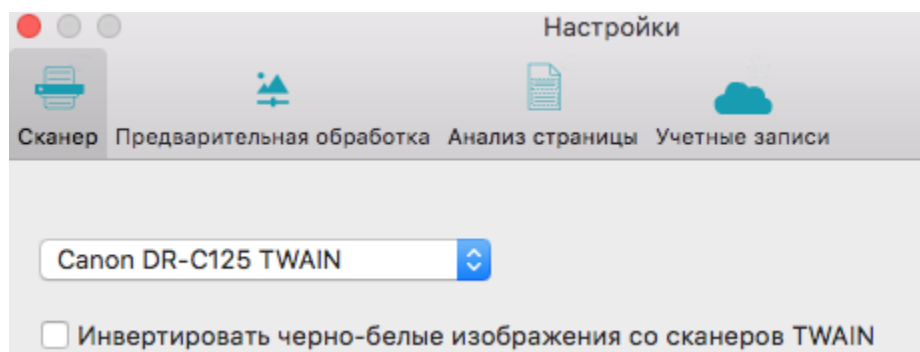 Настройки
Сканер Предварительная обработка Анализ страницы Учетные записи
Canon DR-C125 TWAIN
Инвертировать черно-белые изображения со сканеров TWAIN